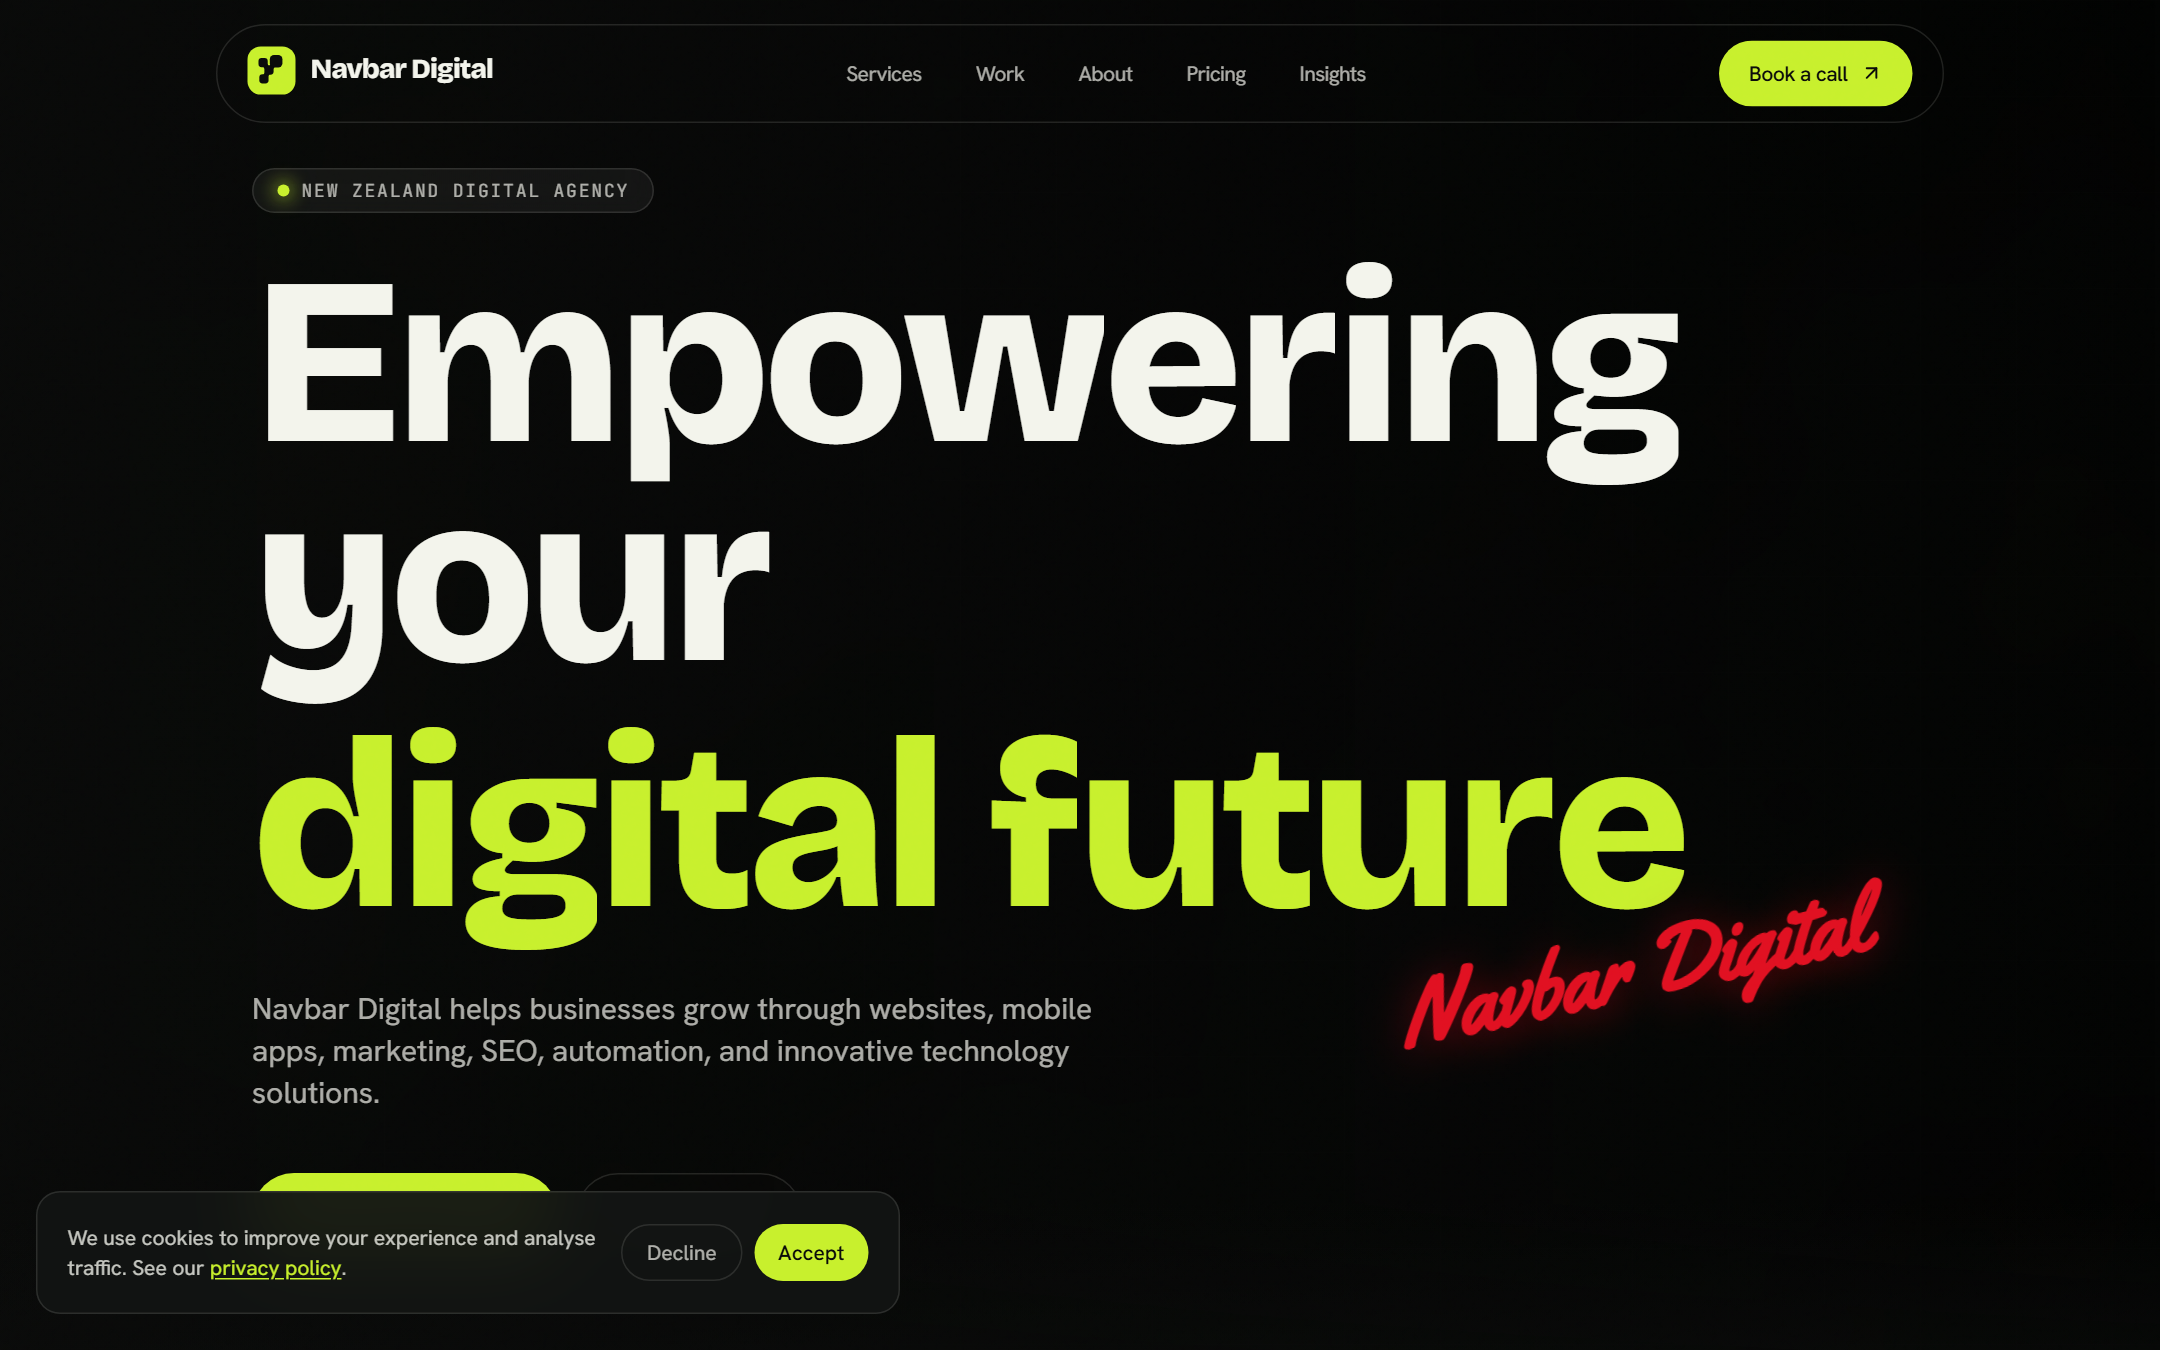 Navbar Digital
Services
Work
About
Pricing
Insights
Book a call
NEW ZEALAND DIGITAL AGENCY
Empowering
your
digital future
Navbar Digital
Navbar Digital helps businesses grow through websites, mobile
apps, marketing, SEO, automation, and innovative technology
solutions.
We use cookies to improve your experience and analyse
traffic. See our privacy policy.
Decline
Accept